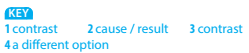 KEY
1 contrast 2 cause / result 3 contrast
4 a different option